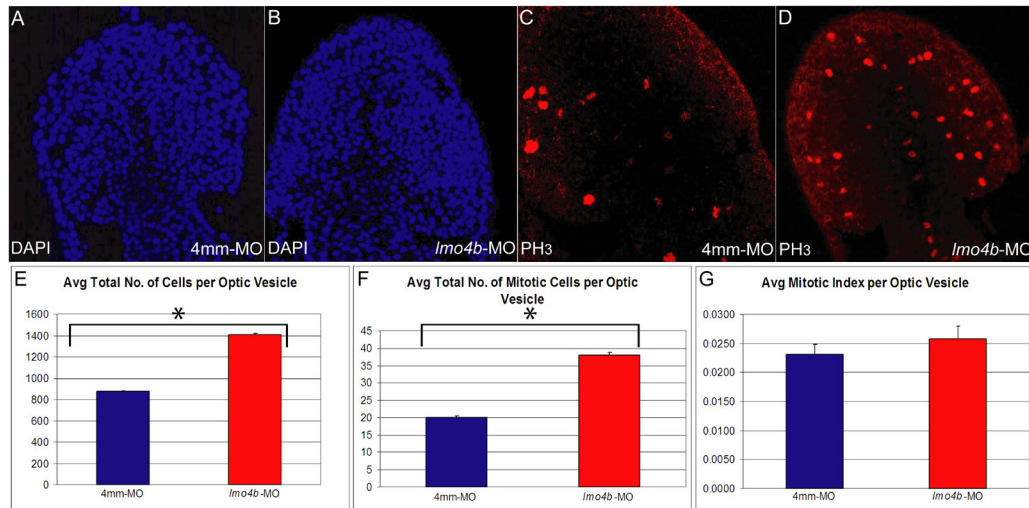 A
DAPI 4mm-MO
B
DAPI lmo4b-MO
C
PH3 4mm-MO
D
PH3 lmo4b-MO
E
Avg Total No. of Cells per Optic Vesicle
*
1600
1400
1200
1000
800
600
400
200
0
4mm-MO lmo4b-MO
F
Avg Total No. of Mitotic Cells per Optic
Vesicle
*
45
40
35
30
25
20
15
10
5
0
4mm-MO lmo4b-MO
G
Avg Mitotic Index per Optic Vesicle
0.0300
0.0250
0.0200
0.0150
0.0100
0.0050
0.0000
4mm-MO lmo4b-MO